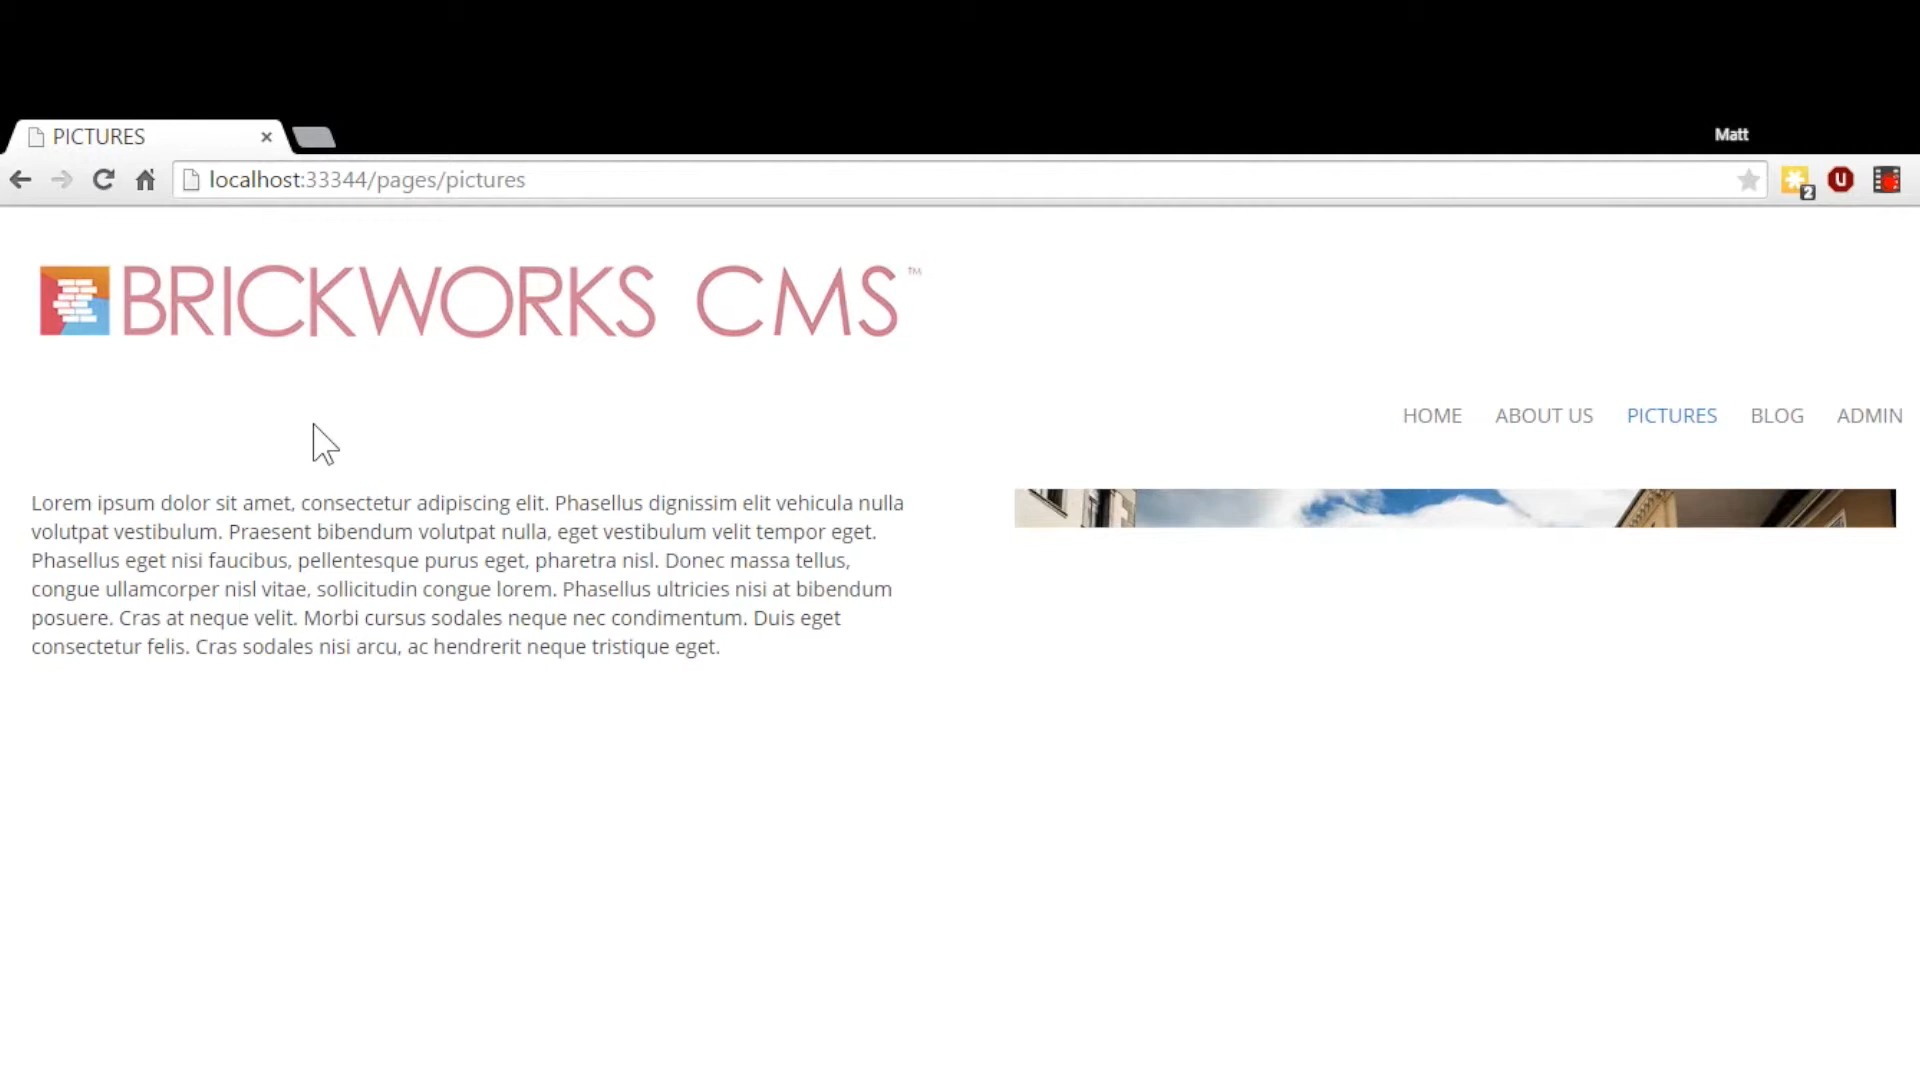 PICTURES
Matt
localhost:33344/pages/pictures
2
BRICKWORKS CMS™
HOME ABOUT US PICTURES BLOG ADMIN
Lorem ipsum dolor sit amet, consectetur adipiscing elit. Phasellus dignissim elit vehicula nulla
volutpat vestibulum. Praesent bibendum volutpat nulla, eget vestibulum velit tempor eget.
Phasellus eget nisi faucibus, pellentesque purus eget, pharetra nisl. Donec massa tellus,
congue ullamcorper nisl vitae, sollicitudin congue lorem. Phasellus ultricies nisi at bibendum
posuere. Cras at neque velit. Morbi cursus sodales neque nec condimentum. Duis eget
consectetur felis. Cras sodales nisi arcu, ac hendrerit neque tristique eget.